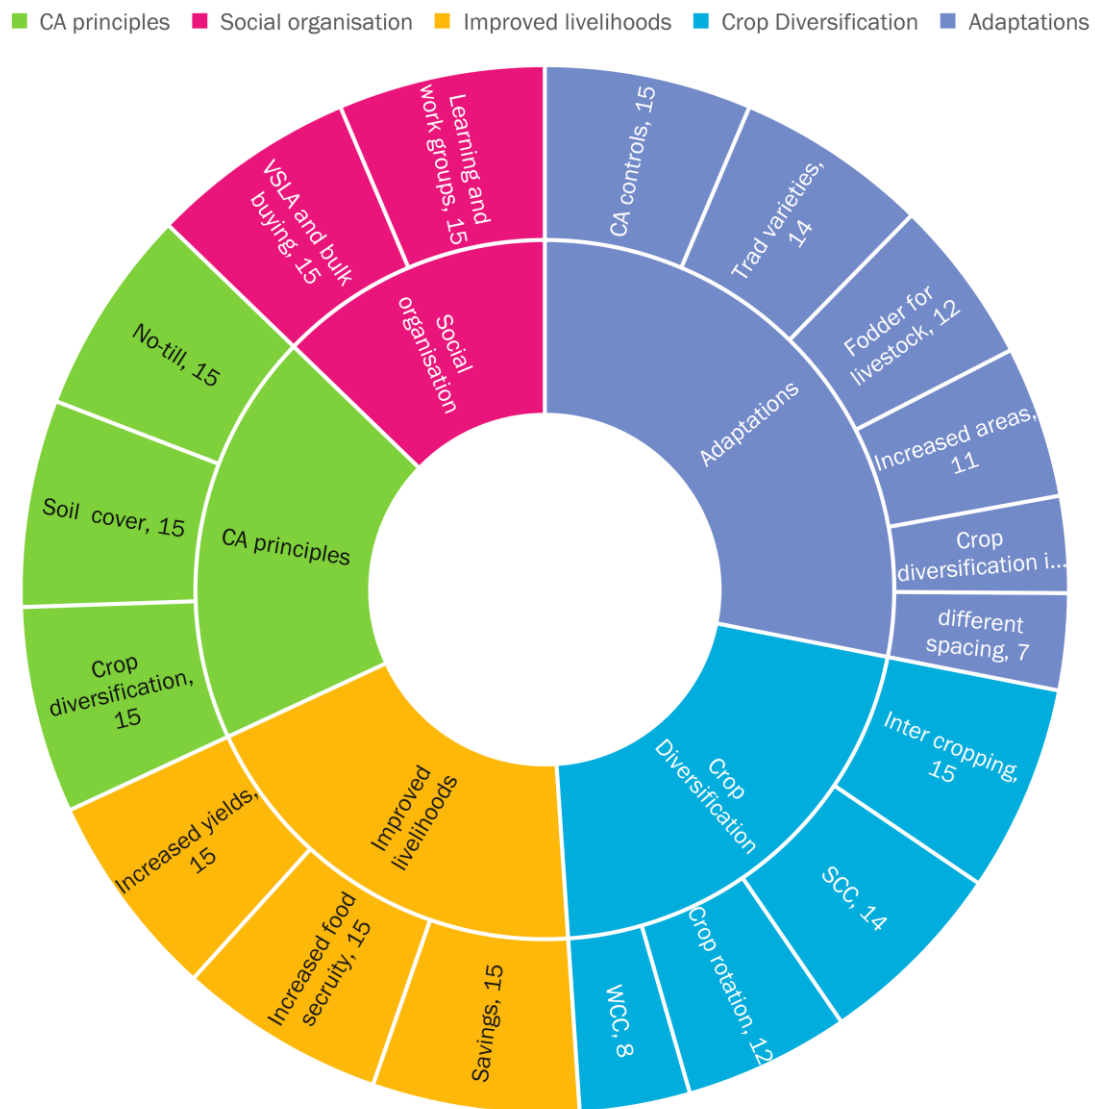 CA principles Social organisation Improved livelihoods Crop Diversification Adaptations
CA controls, 15
Trad varieties,
14
Fodder for
livestock, 12
Increased areas,
11
Crop
diversification i...
different
spacing, 7
Adaptations
Inter cropping,
15
SCC, 14
Crop rotation, 12
WCC, 8
Crop
Diversification
Savings, 15
Increased food
secruity, 15
Increased yields,
15
Improved
livelihoods
Crop
diversification,
15
Soil  cover, 15
No-till, 15
CA principles
VSLA and bulk
buying, 15
Learning and
work groups, 15
Social
organisation